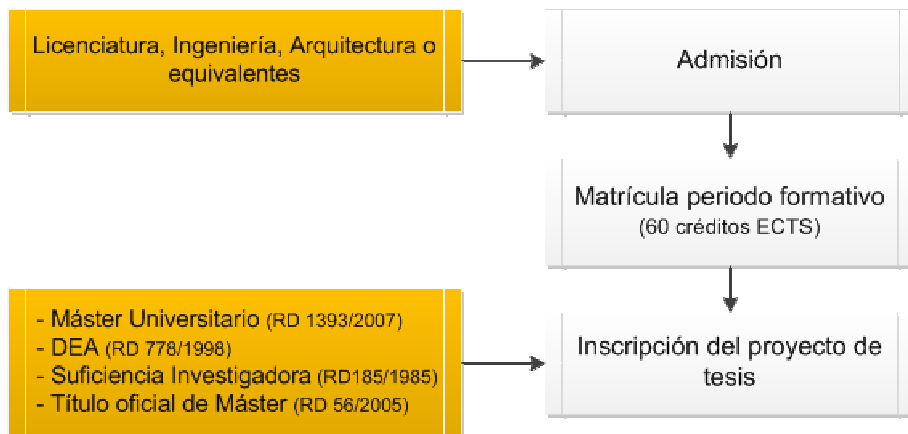 Licenciatura, Ingeniería, Arquitectura o
equivalentes
Admisión
Matrícula periodo formativo
(60 créditos ECTS)
- Máster Universitario (RD 1393/2007)
- DEA (RD 778/1998)
- Suficiencia Investigadora (RD185/1985)
- Título oficial de Máster (RD 56/2005)
Inscripción del proyecto de
tesis